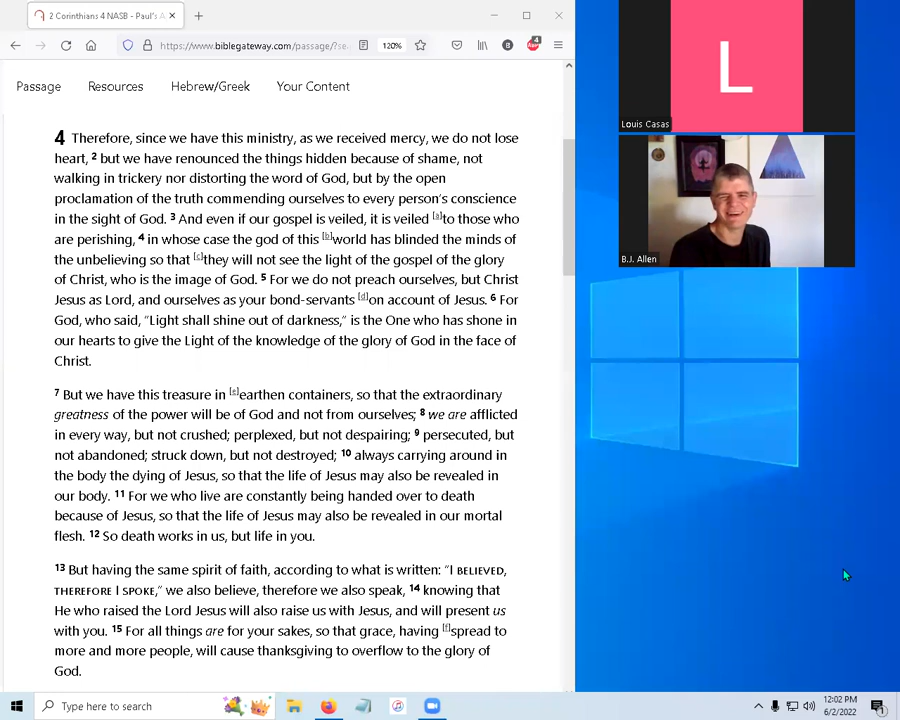 2 Corinthians 4 NASB - Paul's A
https://www.biblegateway.com/passage/?se
120%
4
Passage Resources Hebrew/Greek Your Content
4 Therefore, since we have this ministry, as we received mercy, we do not lose
heart, 2 but we have renounced the things hidden because of shame, not
walking in trickery nor distorting the word of God, but by the open
proclamation of the truth commending ourselves to every person's conscience
in the sight of God. 3 And even if our gospel is veiled, it is veiled [a]to those who
are perishing, 4 in whose case the god of this [b]world has blinded the minds of
the unbelieving so that [c]they will not see the light of the gospel of the glory
of Christ, who is the image of God. 5 For we do not preach ourselves, but Christ
Jesus as Lord, and ourselves as your bond-servants [d]on account of Jesus. 6 For
God, who said, "Light shall shine out of darkness," is the One who has shone in
our hearts to give the Light of the knowledge of the glory of God in the face of
Christ.
7 But we have this treasure in [e]earthen containers, so that the extraordinary
greatness of the power will be of God and not from ourselves; 8 we are afflicted
in every way, but not crushed; perplexed, but not despairing; 9 persecuted, but
not abandoned; struck down, but not destroyed; 10 always carrying around in
the body the dying of Jesus, so that the life of Jesus may also be revealed in
our body. 11 For we who live are constantly being handed over to death
because of Jesus, so that the life of Jesus may also be revealed in our mortal
flesh. 12 So death works in us, but life in you.
13 But having the same spirit of faith, according to what is written: "I BELIEVED,
THEREFORE I SPOKE," we also believe, therefore we also speak, 14 knowing that
He who raised the Lord Jesus will also raise us with Jesus, and will present us
with you. 15 For all things are for your sakes, so that grace, having [f]spread to
more and more people, will cause thanksgiving to overflow to the glory of
God.
L
Louis Casas
B.J. Allen
Type here to search
12:02 PM
6/2/2022
1